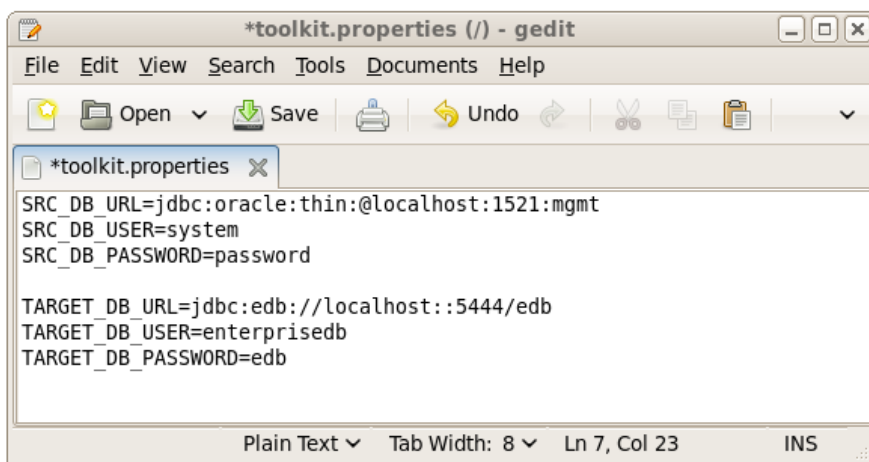 *toolkit.properties (/) - gedit
File Edit View Search Tools Documents Help
Open Save Undo
*toolkit.properties
SRC_DB_URL=jdbc:oracle:thin:@localhost:1521:mgmt
SRC_DB_USER=system
SRC_DB_PASSWORD=password
TARGET_DB_URL=jdbc:edb://localhost::5444/edb
TARGET_DB_USER=enterprisedb
TARGET_DB_PASSWORD=edb
Plain Text Tab Width: 8 Ln 7, Col 23 INS